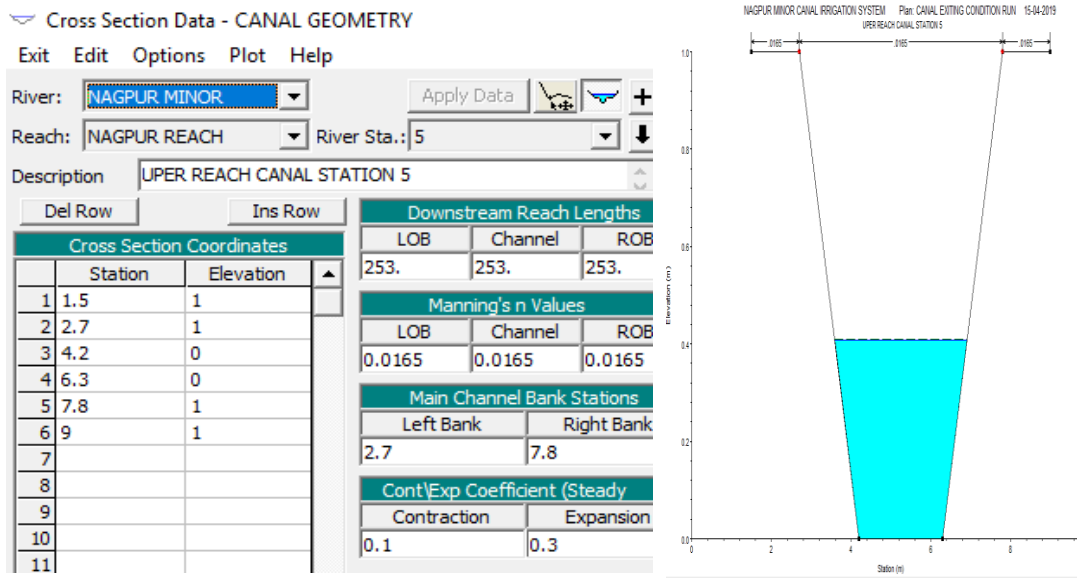 Cross Section Data - CANAL GEOMETRY
Exit Edit Options Plot Help
River: NAGPUR MINOR Apply Data +
Reach: NAGPUR REACH River Sta.: 5
Description UPER REACH CANAL STATION 5
Del Row Ins Row
Cross Section Coordinates
Station Elevation
1 1.5 1
2 2.7 1
3 4.2 0
4 6.3 0
5 7.8 1
6 9 1
7
8
9
10
11
Downstream Reach Lengths
LOB Channel ROB
253. 253. 253.
Manning's n Values
LOB Channel ROB
0.0165 0.0165 0.0165
Main Channel Bank Stations
Left Bank Right Bank
2.7 7.8
Cont\Exp Coefficient (Steady
Contraction Expansion
0.1 0.3
NAGPUR MINOR CANAL IRRIGATION SYSTEM Plan: CANAL EXITING CONDITION RUN 15-04-2019
UPER REACH CANAL STATION 5
.0165 .0165 .0165
1.0
0.8
0.6
0.4
0.2
0.0
Elevation (m)
0 2 4 6 8
Station (m)